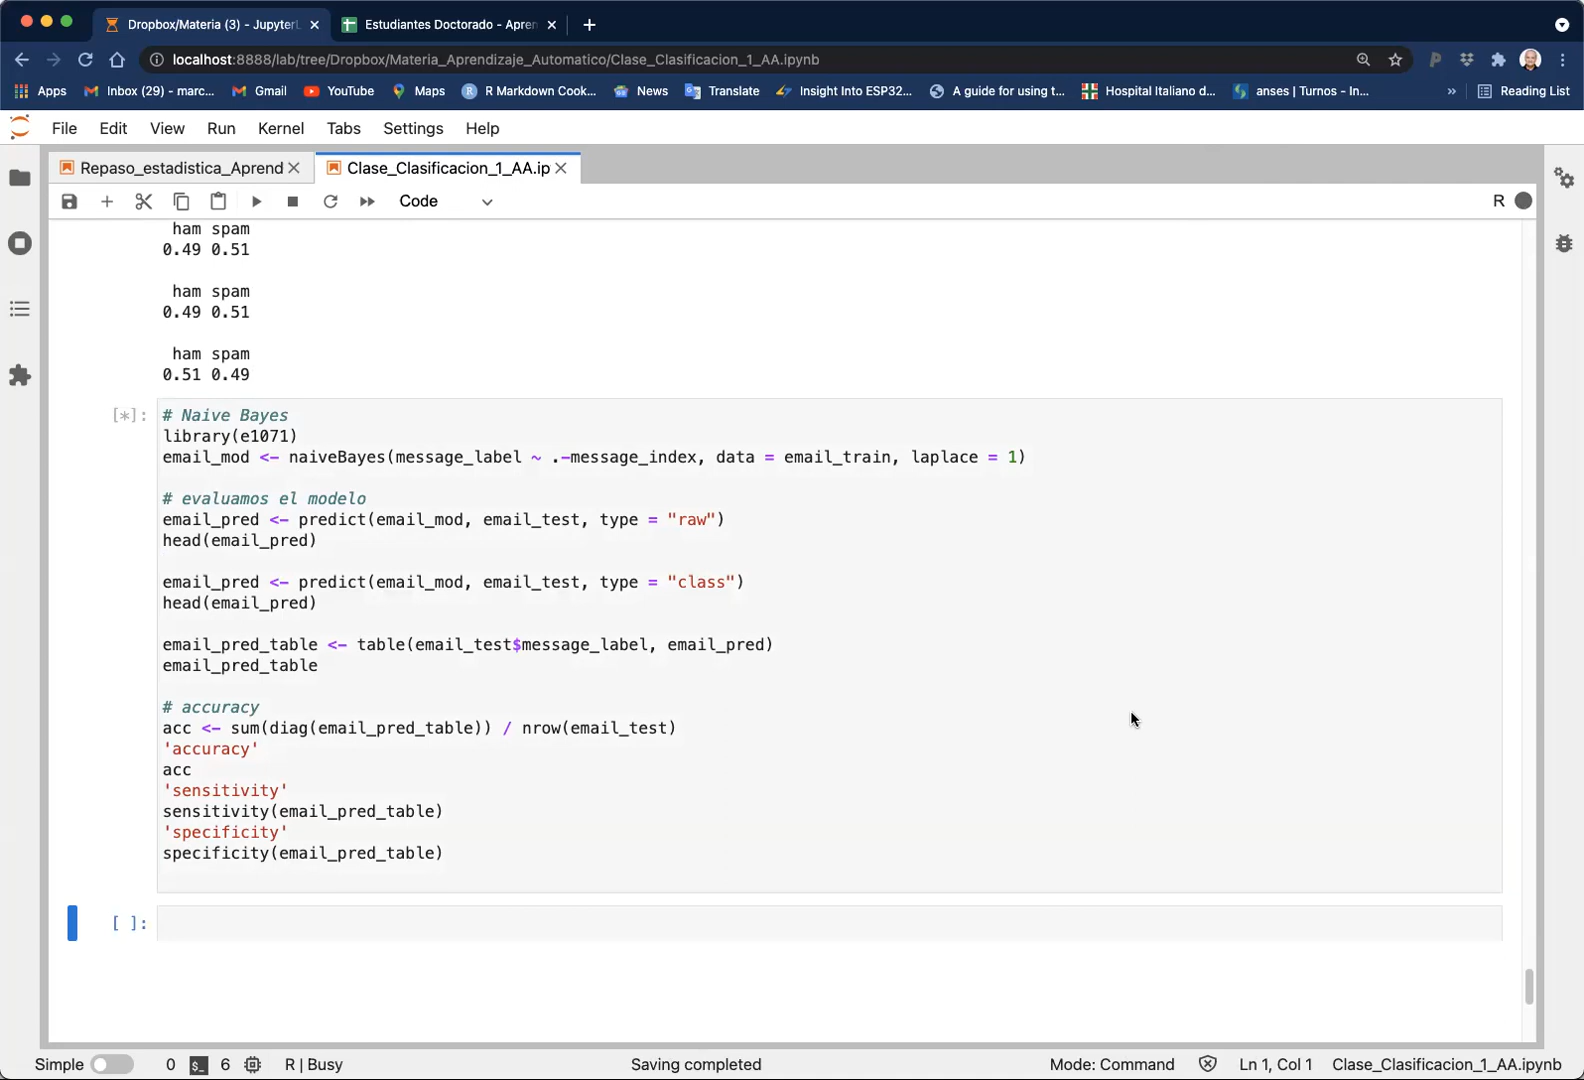 Dropbox/Materia (3) - JupyterL
Estudiantes Doctorado - Apren
localhost:8888/lab/tree/Dropbox/Materia_Aprendizaje_Automatico/Clase_Clasificacion_1_AA.ipynb
Apps
Inbox (29) - marc...
Gmail
YouTube
Maps
R Markdown Cook...
News
Translate
Insight Into ESP32...
A guide for using t...
Hospital Italiano d...
anses | Turnos - In...
»
Reading List
File Edit View Run Kernel Tabs Settings Help
Repaso_estadistica_Aprend
Clase_Clasificacion_1_AA.ip
Code
R
ham spam
0.49 0.51
ham spam
0.49 0.51
ham spam
0.51 0.49
[*]:
# Naive Bayes
library(e1071)
email_mod <- naiveBayes(message_label ~ .-message_index, data = email_train, laplace = 1)
# evaluamos el modelo
email_pred <- predict(email_mod, email_test, type = "raw")
head(email_pred)
email_pred <- predict(email_mod, email_test, type = "class")
head(email_pred)
email_pred_table <- table(email_test$message_label, email_pred)
email_pred_table
# accuracy
acc <- sum(diag(email_pred_table)) / nrow(email_test)
'accuracy'
acc
'sensitivity'
sensitivity(email_pred_table)
'specificity'
specificity(email_pred_table)
[ ]:
Simple
0
$_
6
R | Busy
Saving completed
Mode: Command
Ln 1, Col 1
Clase_Clasificacion_1_AA.ipynb